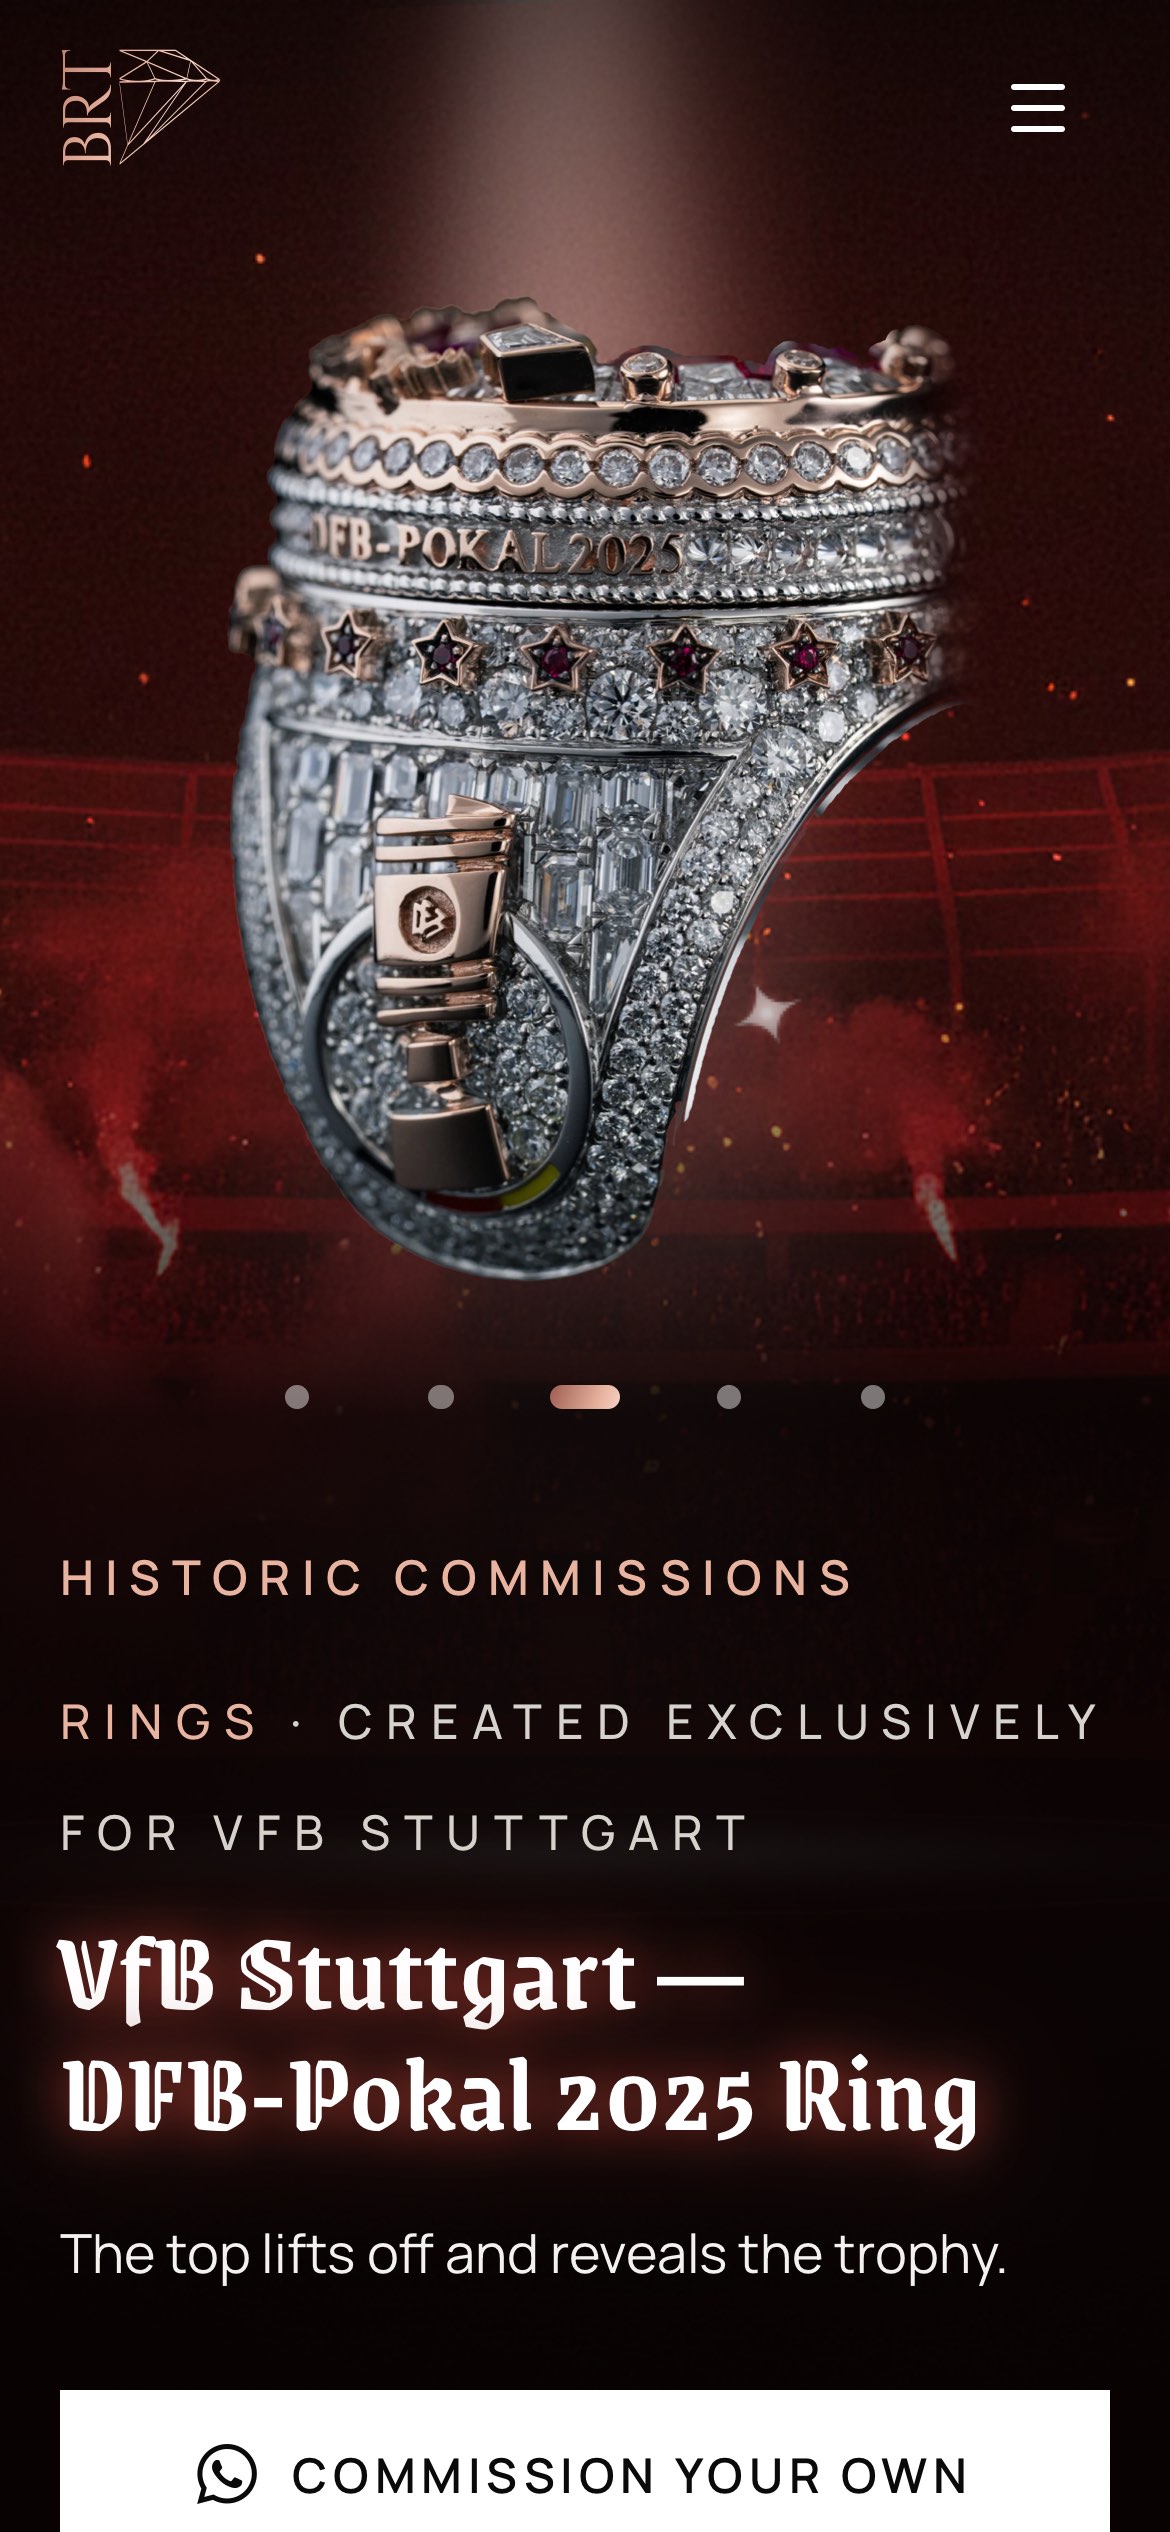 BRT
DFB-POKAL 2025
HISTORIC COMMISSIONS
RINGS · CREATED EXCLUSIVELY
FOR VFB STUTTGART
VfB Stuttgart —
DFB-Pokal 2025 Ring
The top lifts off and reveals the trophy.
COMMISSION YOUR OWN